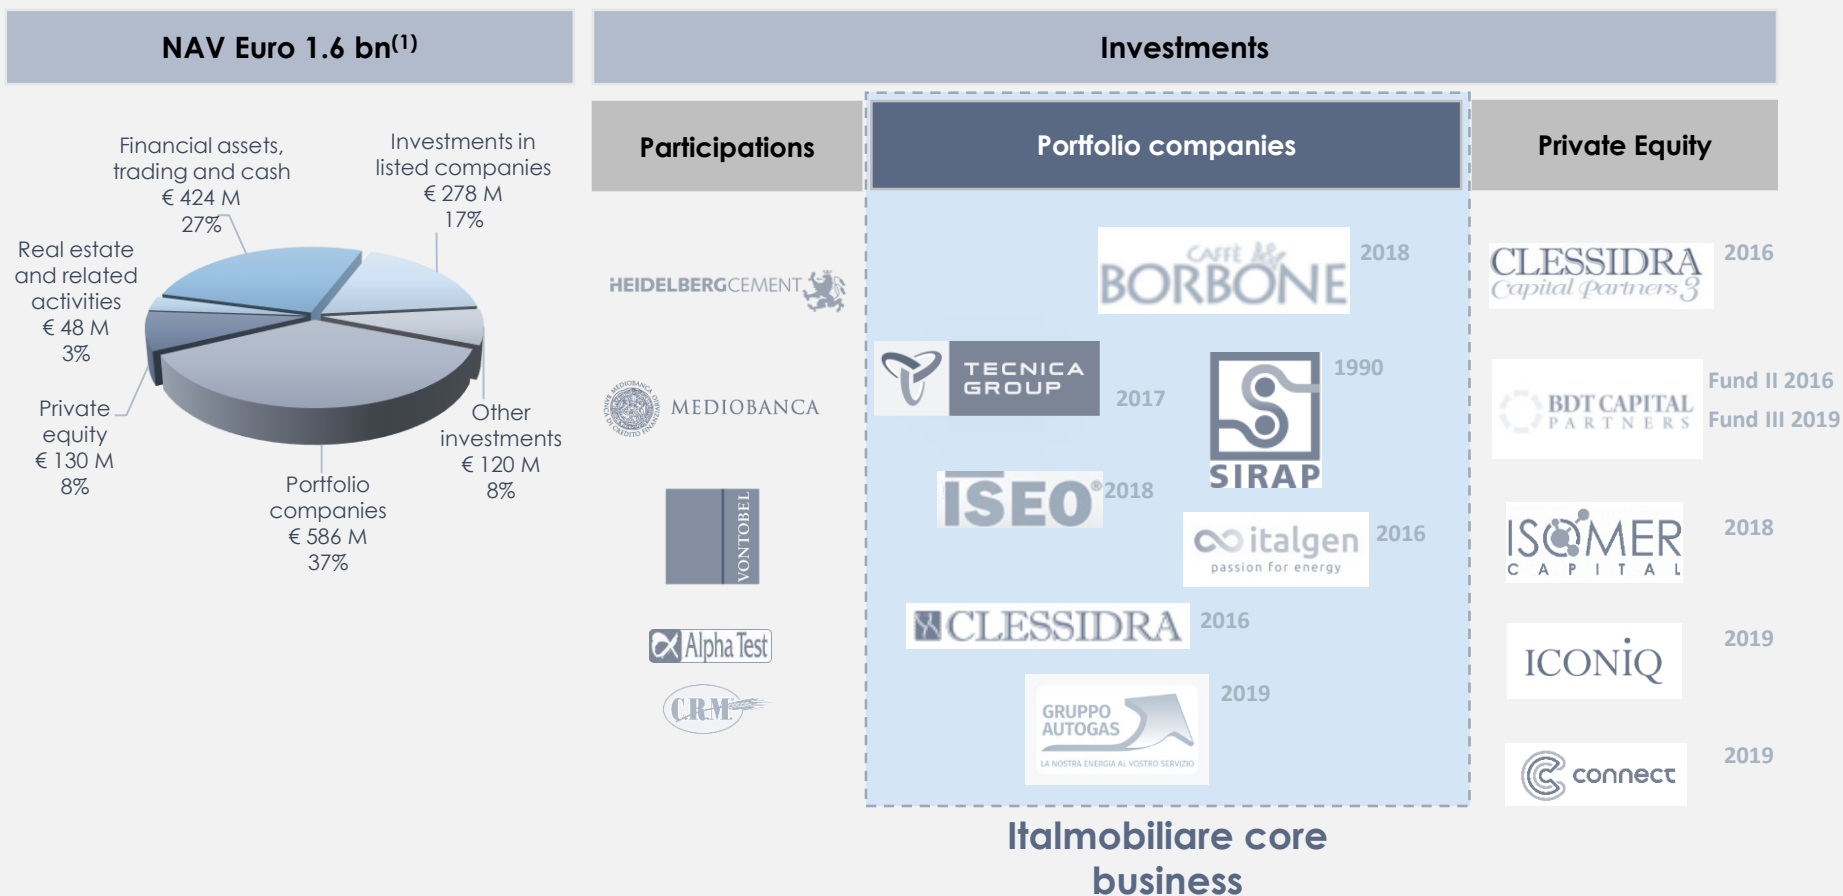 NAV Euro 1.6 bn(1)
Financial assets,
trading and cash
€ 424 M
27%
Investments in
listed companies
€ 278 M
17%
Real estate
and related
activities
€ 48 M
3%
Private
equity
€ 130 M
8%
Portfolio
companies
€ 586 M
37%
Other
investments
€ 120 M
8%
Investments
Participations
HEIDELBERGCEMENT
MEDIOBANCA
BANCA DI CREDITO FINANZIARIO
MEDIOBANCA
VONTOBEL
Alpha Test
C.R.M.
Portfolio companies
CAFFÈ
BORBONE
2018
TECNICA
GROUP
2017
SIRAP
1990
ISEO®
2018
italgen
passion for energy
2016
CLESSIDRA
2016
GRUPPO
AUTOGAS
LA NOSTRA ENERGIA AL VOSTRO SERVIZIO
2019
Italmobiliare core
business
Private Equity
CLESSIDRA
Capital Partners 3
2016
BDT CAPITAL
PARTNERS
Fund II 2016
Fund III 2019
ISOMER
CAPITAL
2018
ICONIQ
2019
connect
2019